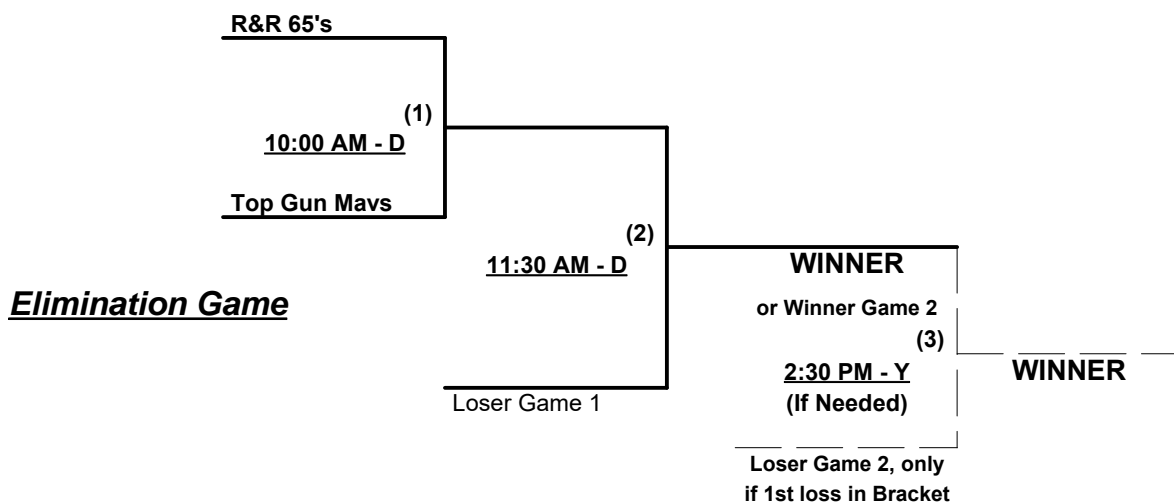 R&R 65's
(1)
10:00 AM - D
Top Gun Mavs
(2)
11:30 AM - D
WINNER
Elimination Game
or Winner Game 2
(3)
2:30 PM - Y
WINNER
(If Needed)
Loser Game 1
Loser Game 2, only
if 1st loss in Bracket